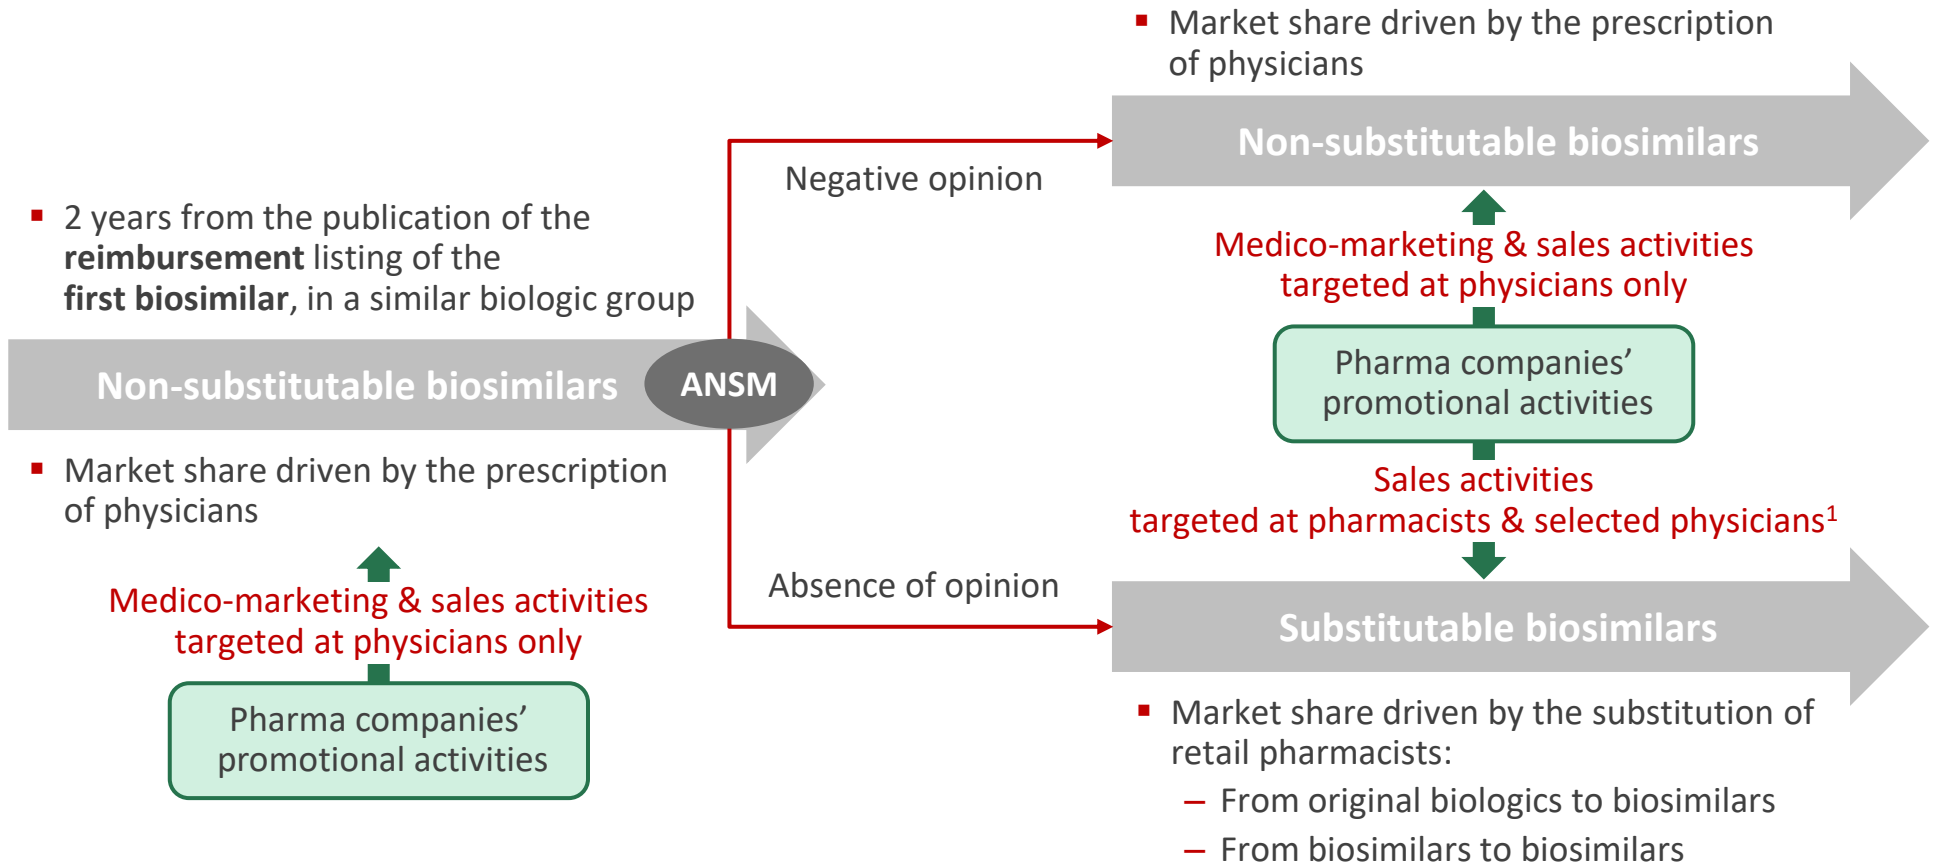 ▪ 2 years from the publication of the
reimbursement listing of the
first biosimilar, in a similar biologic group
Non-substitutable biosimilars
ANSM
▪ Market share driven by the prescription
of physicians
Medico-marketing & sales activities
targeted at physicians only
Pharma companies’
promotional activities
Negative opinion
Absence of opinion
▪ Market share driven by the prescription
of physicians
Non-substitutable biosimilars
Medico-marketing & sales activities
targeted at physicians only
Pharma companies’
promotional activities
Sales activities
targeted at pharmacists & selected physicians¹
Substitutable biosimilars
▪ Market share driven by the substitution of
retail pharmacists:
– From original biologics to biosimilars
– From biosimilars to biosimilars